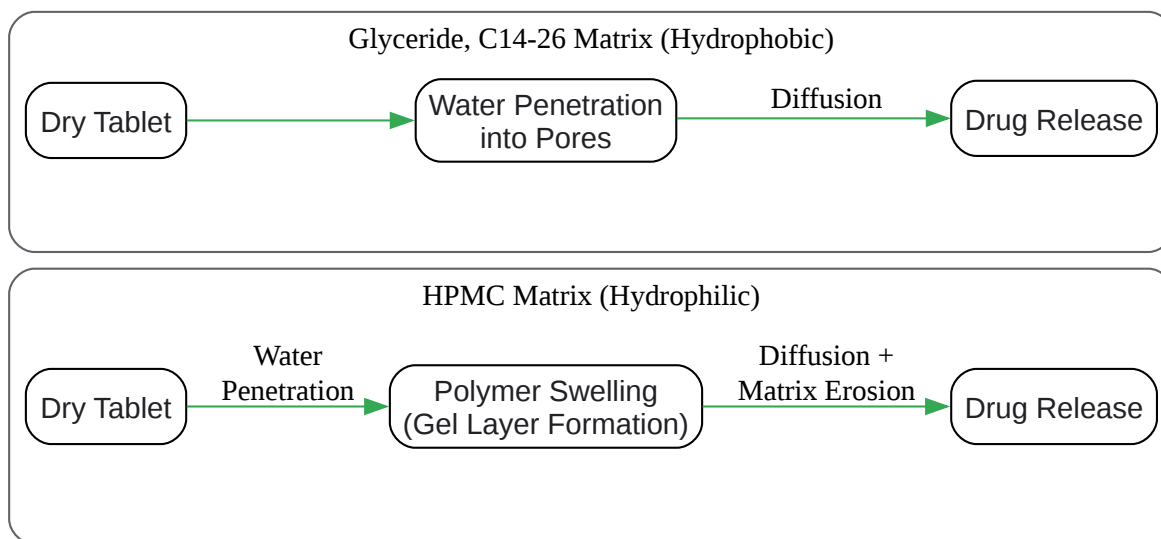 Glyceride, C14-26 Matrix (Hydrophobic)
Dry Tablet
Water Penetration
into Pores
Diffusion
Drug Release
HPMC Matrix (Hydrophilic)
Dry Tablet
Water
Penetration
Polymer Swelling
(Gel Layer Formation)
Diffusion +
Matrix Erosion
Drug Release